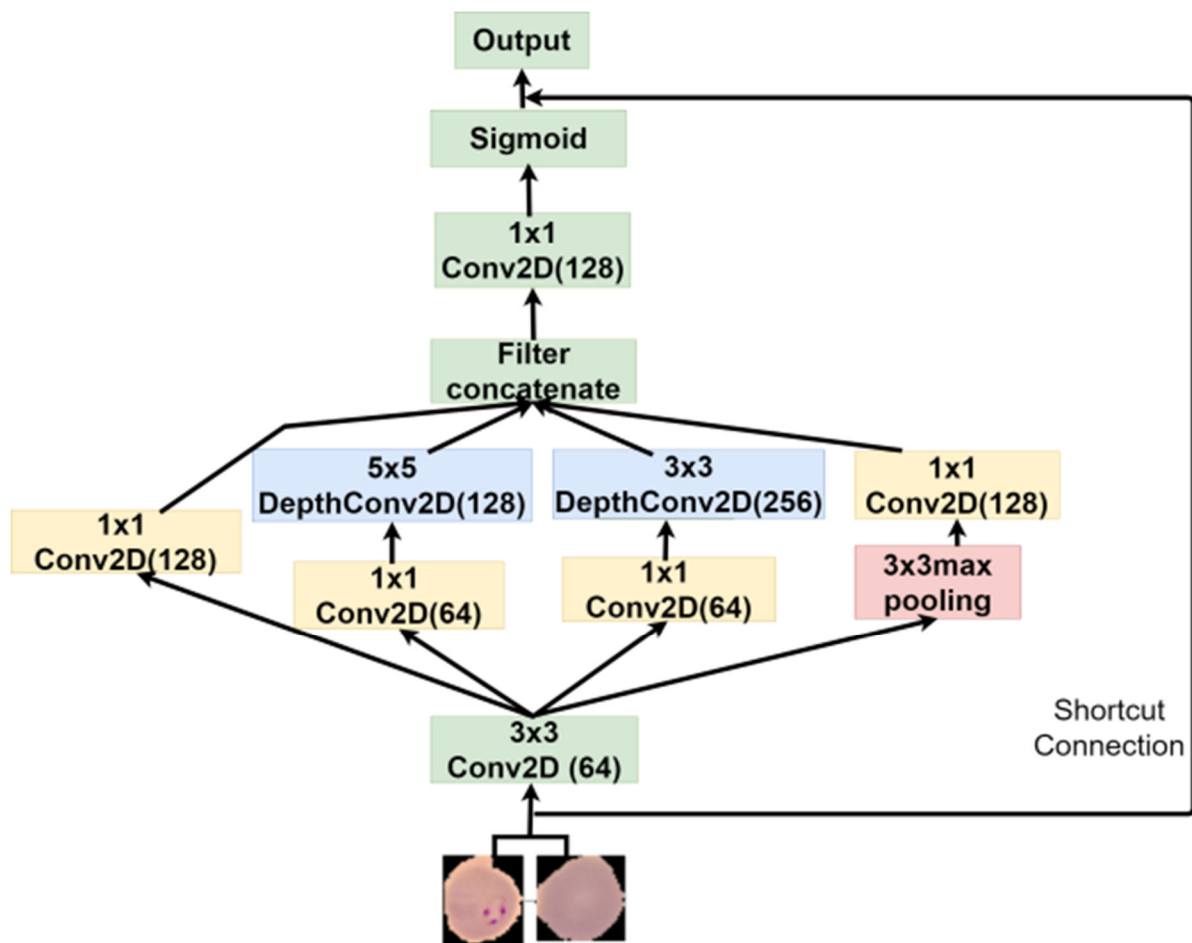 Output
Sigmoid
1x1
Conv2D(128)
Filter
concatenate
5x5
DepthConv2D(128)
3x3
DepthConv2D(256)
1x1
Conv2D(128)
1x1
Conv2D(128)
1x1
Conv2D(64)
1x1
Conv2D(64)
3x3max
pooling
3x3
Conv2D (64)
Shortcut
Connection